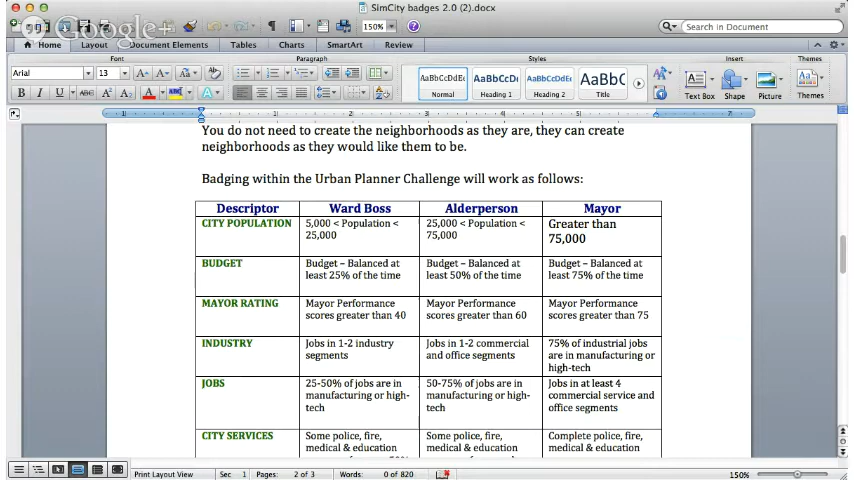 SimCity badges 2.0 (2).docx
Google+
150%
Search in Document
Home Layout Document Elements Tables Charts SmartArt Review
Font Paragraph Styles Insert Themes
Arial 13
AaBbCcDdEe AaBbCcDc AaBbCcDdEe AaBbC
Normal Heading 1 Heading 2 Title
Text Box Shape Picture Themes
You do not need to create the neighborhoods as they are, they can create
neighborhoods as they would like them to be.
Badging within the Urban Planner Challenge will work as follows:
Descriptor Ward Boss Alderperson Mayor
CITY POPULATION 5,000 < Population < 25,000 < Population < Greater than
25,000 75,000 75,000
BUDGET Budget – Balanced at Budget – Balanced at Budget – Balanced at
least 25% of the time least 50% of the time least 75% of the time
MAYOR RATING Mayor Performance Mayor Performance Mayor Performance
scores greater than 40 scores greater than 60 scores greater than 75
INDUSTRY Jobs in 1-2 industry Jobs in 1-2 commercial 75% of industrial jobs
segments and office segments are in manufacturing or
high-tech
JOBS 25-50% of jobs are in 50-75% of jobs are in Jobs in at least 4
manufacturing or high- manufacturing or high- commercial service and
tech tech office segments
CITY SERVICES Some police, fire, Some police, fire, Complete police, fire,
medical & education medical & education medical & education
Print Layout View Sec 1 Pages: 2 of 3 Words: 0 of 820 150%